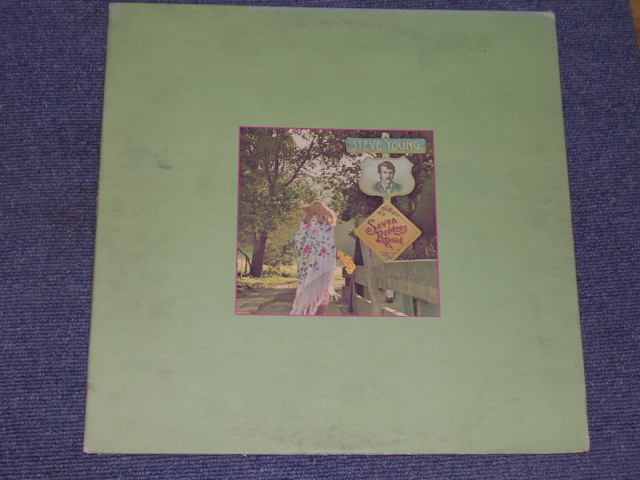 STEVE YOUNG
Seven
Bridges
Road